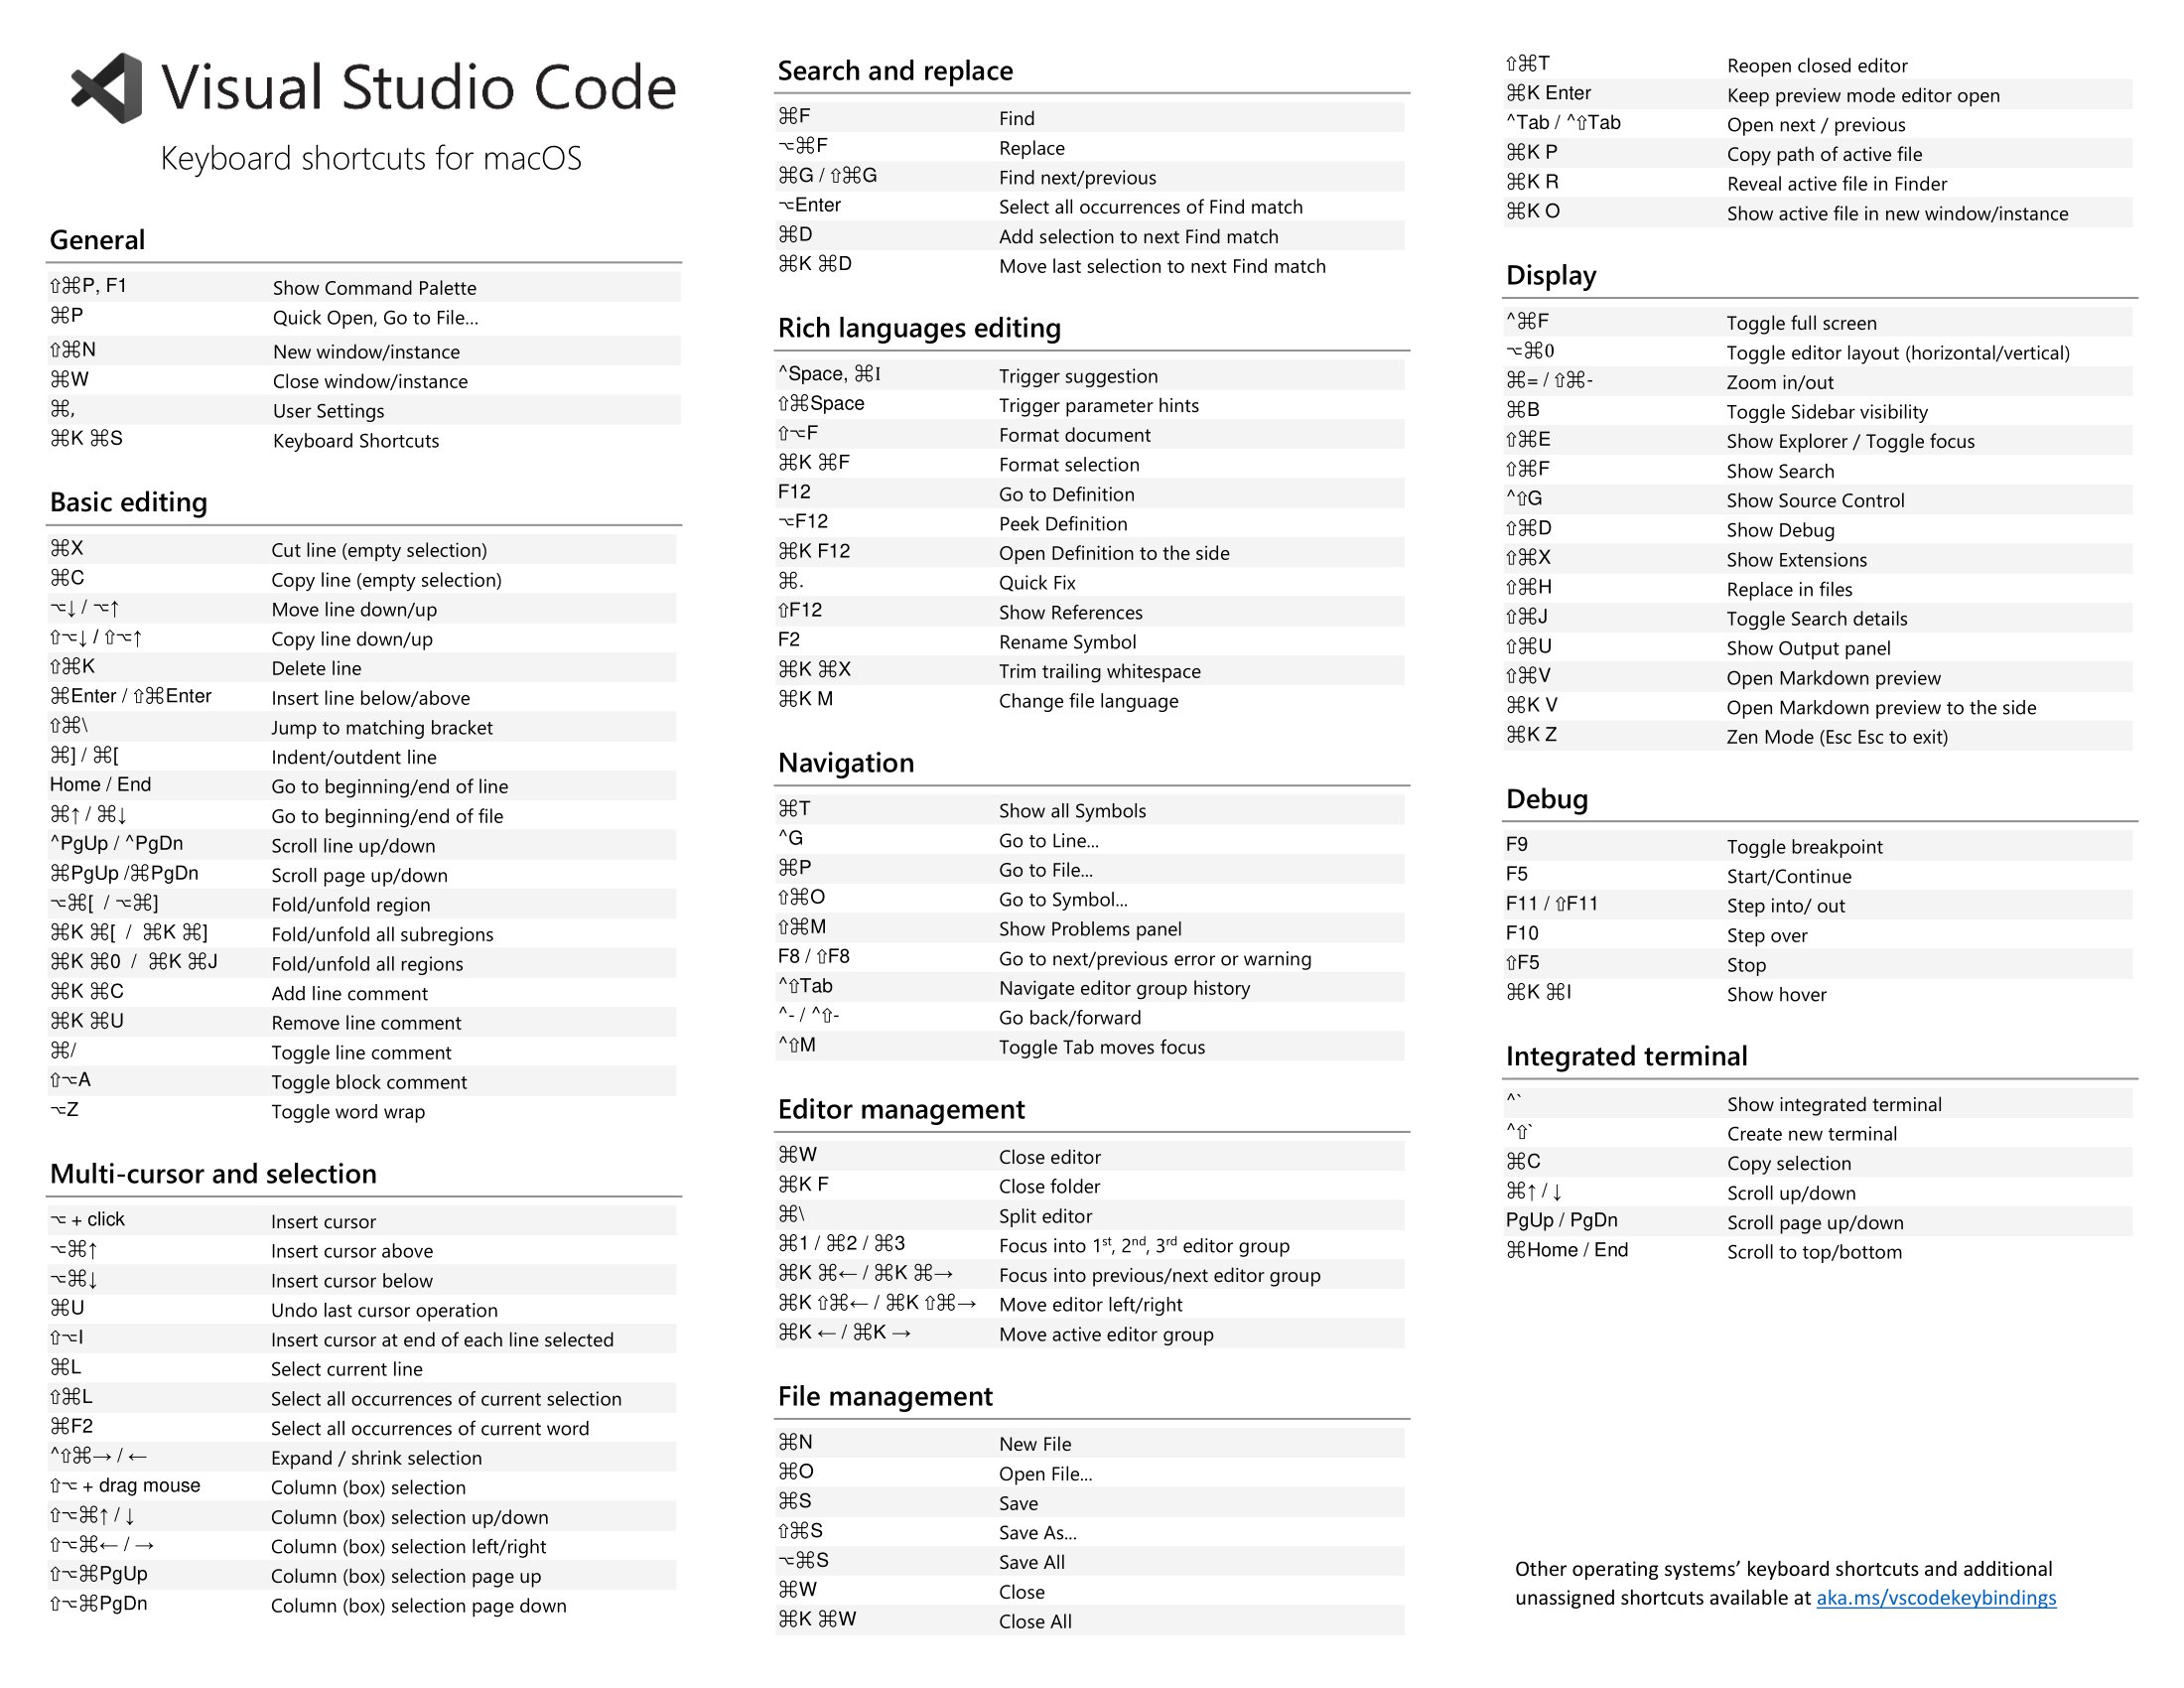 Visual Studio Code
Keyboard shortcuts for macOS
General
⇧⌘P, F1 Show Command Palette
⌘P Quick Open, Go to File...
⇧⌘N New window/instance
⌘W Close window/instance
⌘, User Settings
⌘K ⌘S Keyboard Shortcuts
Basic editing
⌘X Cut line (empty selection)
⌘C Copy line (empty selection)
⌥↓ / ⌥↑ Move line down/up
⇧⌥↓ / ⇧⌥↑ Copy line down/up
⇧⌘K Delete line
⌘Enter / ⇧⌘Enter Insert line below/above
⇧⌘\ Jump to matching bracket
⌘] / ⌘[ Indent/outdent line
Home / End Go to beginning/end of line
⌘↑ / ⌘↓ Go to beginning/end of file
^PgUp / ^PgDn Scroll line up/down
⌘PgUp /⌘PgDn Scroll page up/down
⌥⌘[ / ⌥⌘] Fold/unfold region
⌘K ⌘[ / ⌘K ⌘] Fold/unfold all subregions
⌘K ⌘0 / ⌘K ⌘J Fold/unfold all regions
⌘K ⌘C Add line comment
⌘K ⌘U Remove line comment
⌘/ Toggle line comment
⇧⌥A Toggle block comment
⌥Z Toggle word wrap
Multi-cursor and selection
⌥ + click Insert cursor
⌥⌘↑ Insert cursor above
⌥⌘↓ Insert cursor below
⌘U Undo last cursor operation
⇧⌥I Insert cursor at end of each line selected
⌘L Select current line
⇧⌘L Select all occurrences of current selection
⌘F2 Select all occurrences of current word
^⇧⌘→ / ← Expand / shrink selection
⇧⌥ + drag mouse Column (box) selection
⇧⌥⌘↑ / ↓ Column (box) selection up/down
⇧⌥⌘← / → Column (box) selection left/right
⇧⌥⌘PgUp Column (box) selection page up
⇧⌥⌘PgDn Column (box) selection page down
Search and replace
⌘F Find
⌥⌘F Replace
⌘G / ⇧⌘G Find next/previous
⌥Enter Select all occurrences of Find match
⌘D Add selection to next Find match
⌘K ⌘D Move last selection to next Find match
Rich languages editing
^Space, ⌘I Trigger suggestion
⇧⌘Space Trigger parameter hints
⇧⌥F Format document
⌘K ⌘F Format selection
F12 Go to Definition
⌥F12 Peek Definition
⌘K F12 Open Definition to the side
⌘. Quick Fix
⇧F12 Show References
F2 Rename Symbol
⌘K ⌘X Trim trailing whitespace
⌘K M Change file language
Navigation
⌘T Show all Symbols
^G Go to Line...
⌘P Go to File...
⇧⌘O Go to Symbol...
⇧⌘M Show Problems panel
F8 / ⇧F8 Go to next/previous error or warning
^⇧Tab Navigate editor group history
^- / ^⇧- Go back/forward
^⇧M Toggle Tab moves focus
Editor management
⌘W Close editor
⌘K F Close folder
⌘\ Split editor
⌘1 / ⌘2 / ⌘3 Focus into 1st, 2nd, 3rd editor group
⌘K ⌘← / ⌘K ⌘→ Focus into previous/next editor group
⌘K ⇧⌘← / ⌘K ⇧⌘→ Move editor left/right
⌘K ← / ⌘K → Move active editor group
File management
⌘N New File
⌘O Open File...
⌘S Save
⇧⌘S Save As...
⌥⌘S Save All
⌘W Close
⌘K ⌘W Close All
⇧⌘T Reopen closed editor
⌘K Enter Keep preview mode editor open
^Tab / ^⇧Tab Open next / previous
⌘K P Copy path of active file
⌘K R Reveal active file in Finder
⌘K O Show active file in new window/instance
Display
^⌘F Toggle full screen
⌥⌘0 Toggle editor layout (horizontal/vertical)
⌘= / ⇧⌘- Zoom in/out
⌘B Toggle Sidebar visibility
⇧⌘E Show Explorer / Toggle focus
⇧⌘F Show Search
^⇧G Show Source Control
⇧⌘D Show Debug
⇧⌘X Show Extensions
⇧⌘H Replace in files
⇧⌘J Toggle Search details
⇧⌘U Show Output panel
⇧⌘V Open Markdown preview
⌘K V Open Markdown preview to the side
⌘K Z Zen Mode (Esc Esc to exit)
Debug
F9 Toggle breakpoint
F5 Start/Continue
F11 / ⇧F11 Step into/ out
F10 Step over
⇧F5 Stop
⌘K ⌘I Show hover
Integrated terminal
^` Show integrated terminal
^⇧` Create new terminal
⌘C Copy selection
⌘↑ / ↓ Scroll up/down
PgUp / PgDn Scroll page up/down
⌘Home / End Scroll to top/bottom
Other operating systems’ keyboard shortcuts and additional
unassigned shortcuts available at aka.ms/vscodekeybindings